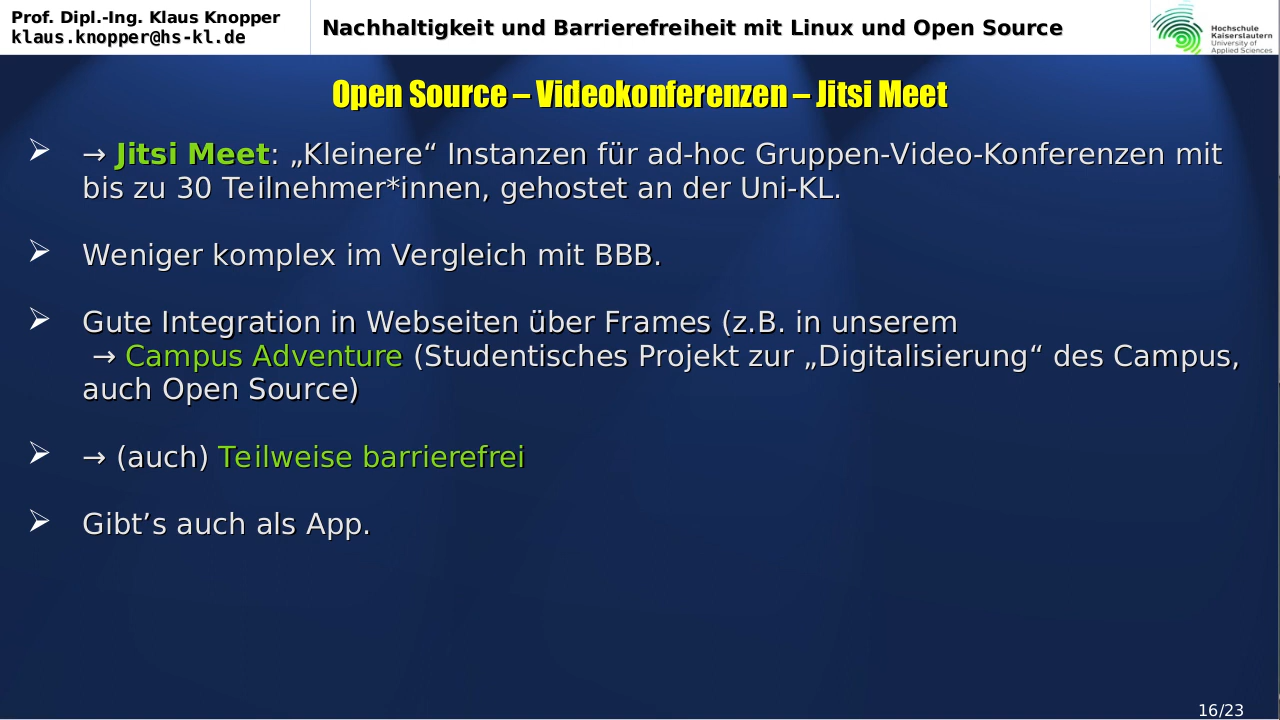 Prof. Dipl.-Ing. Klaus Knopper
klaus.knopper@hs-kl.de
Nachhaltigkeit und Barrierefreiheit mit Linux und Open Source
Hochschule
Kaiserslautern
University of
Applied Sciences
Open Source – Videokonferenzen – Jitsi Meet
➢ → Jitsi Meet: „Kleinere“ Instanzen für ad-hoc Gruppen-Video-Konferenzen mit
bis zu 30 Teilnehmer*innen, gehostet an der Uni-KL.
➢ Weniger komplex im Vergleich mit BBB.
➢ Gute Integration in Webseiten über Frames (z.B. in unserem
→ Campus Adventure (Studentisches Projekt zur „Digitalisierung“ des Campus,
auch Open Source)
➢ → (auch) Teilweise barrierefrei
➢ Gibt’s auch als App.
16/23